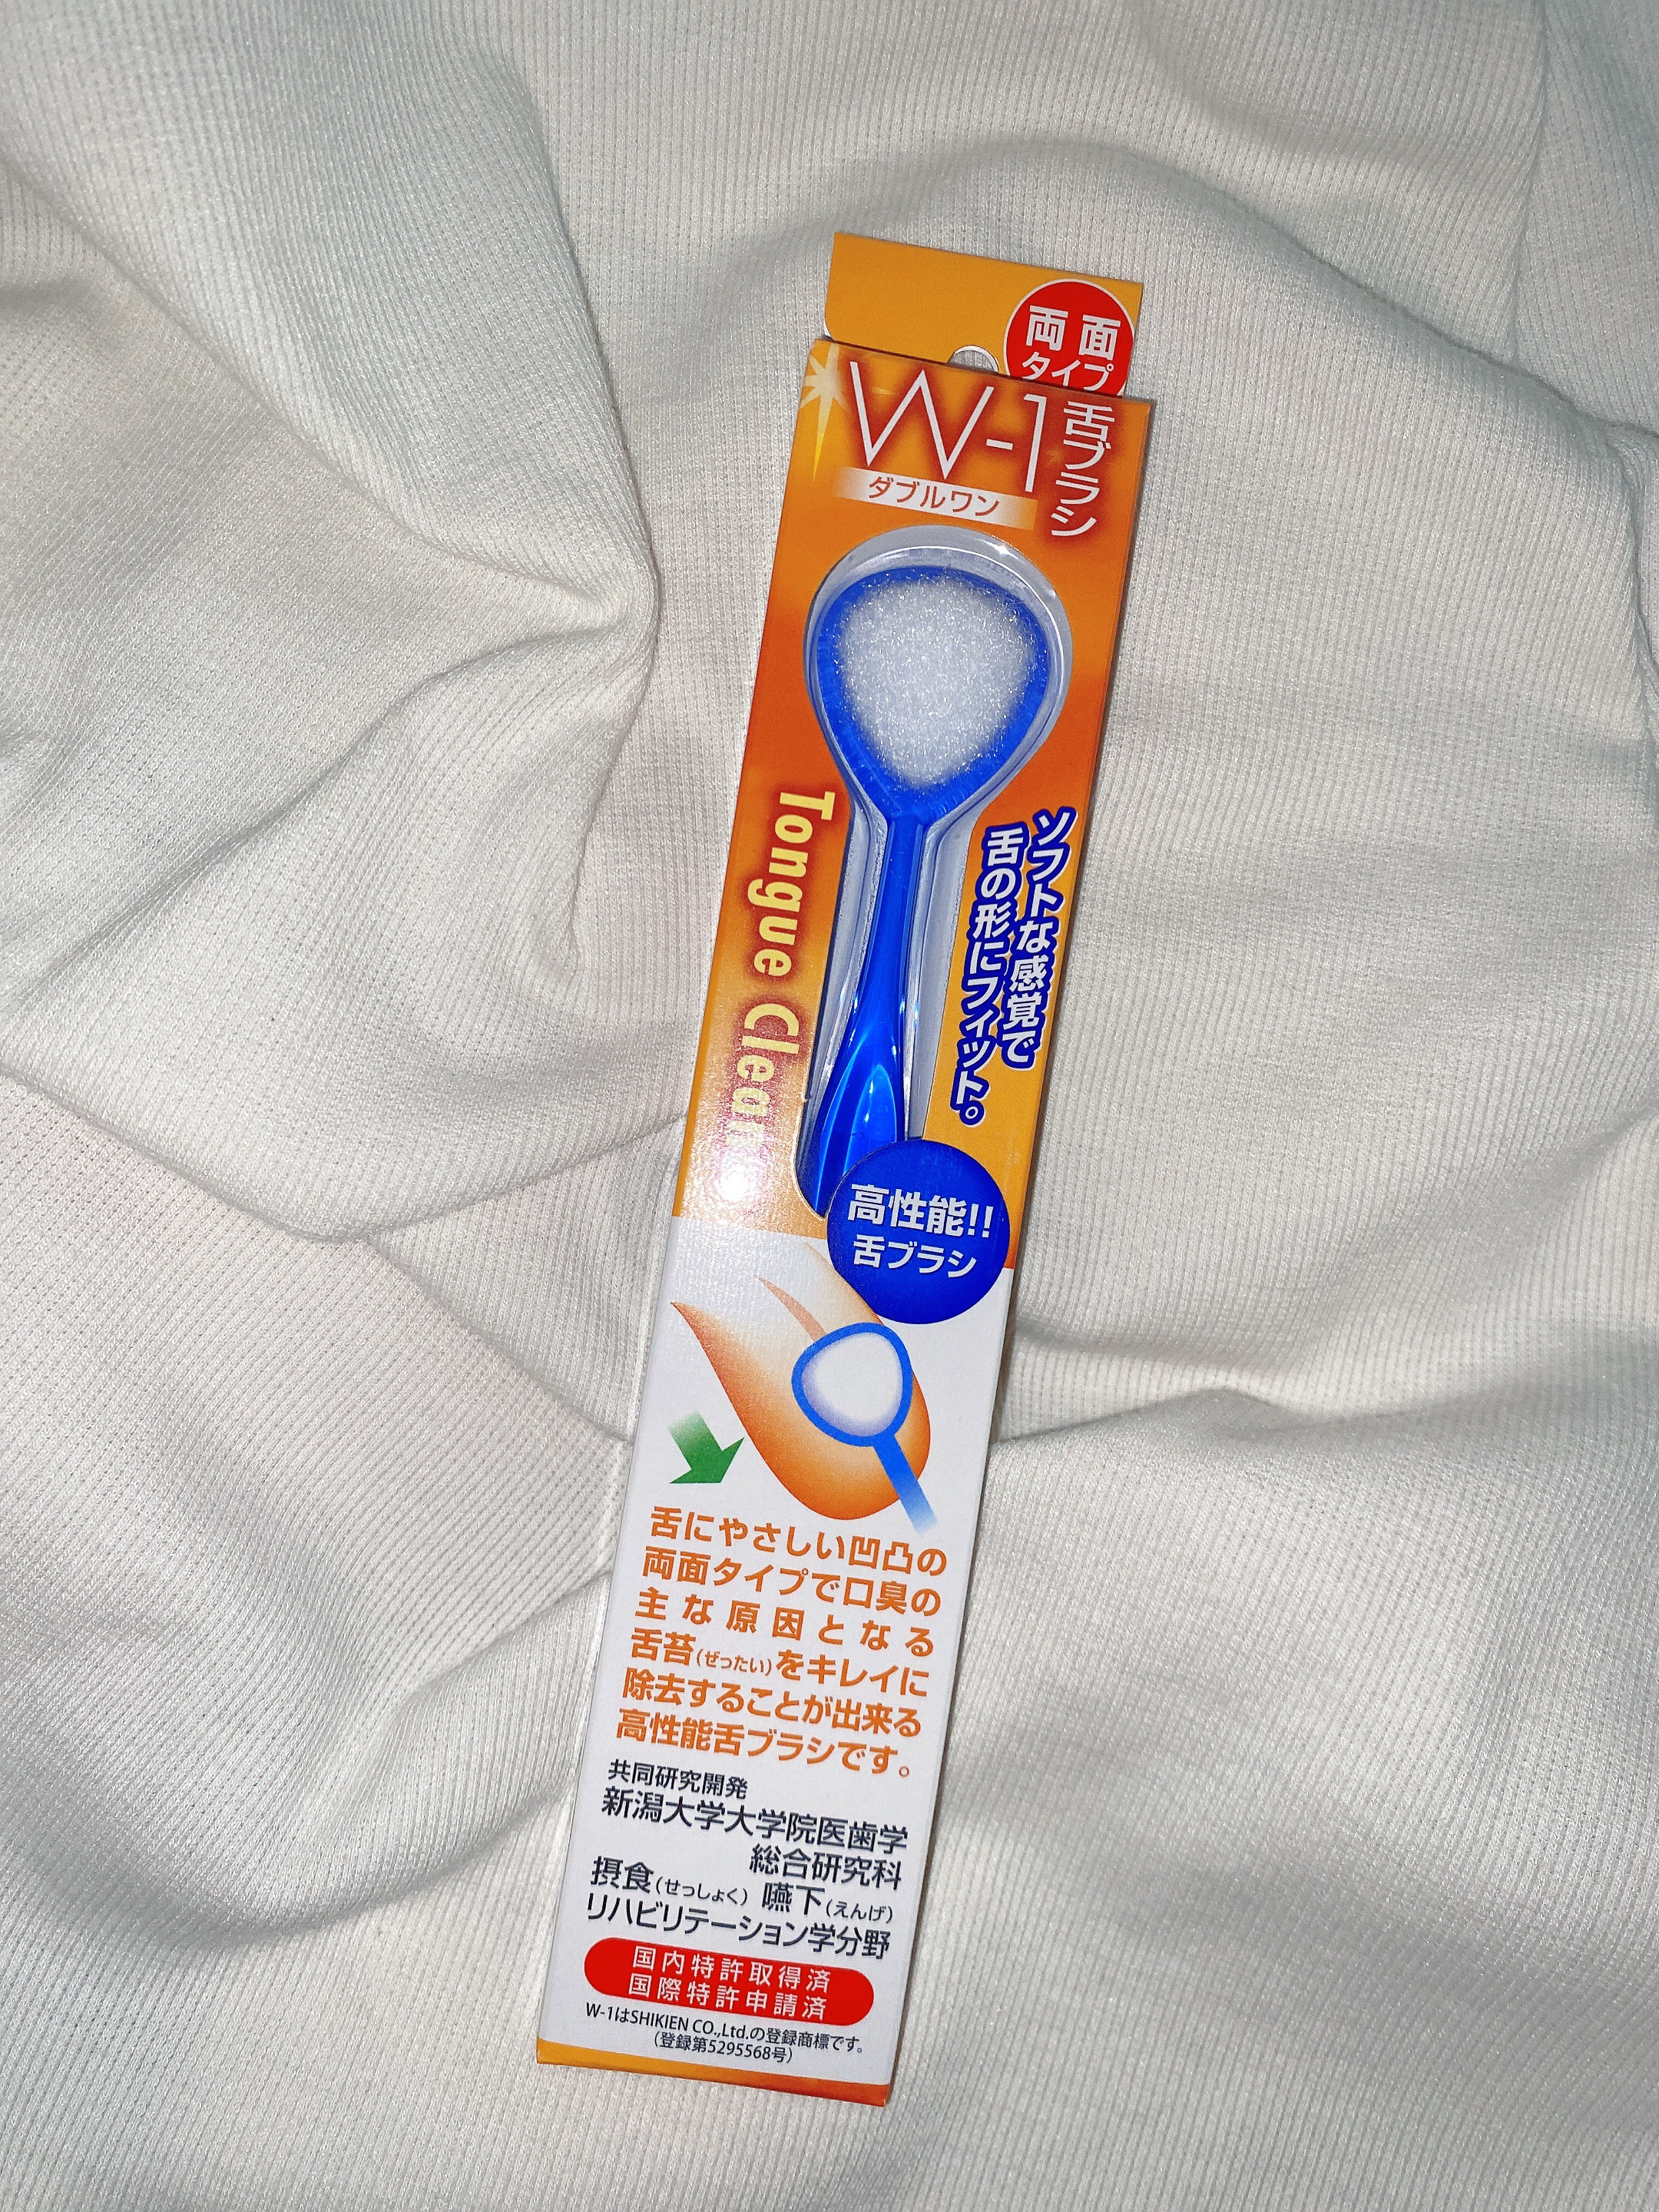 両面
タイプ
W-1
舌ブラシ
ダブルワン
Tongue Clean
ソフトな感覚で
舌の形にフィット。
高性能!!
舌ブラシ
舌にやさしい凹凸の
両面タイプで口臭の
主な原因となる
舌苔(ぜったい)をキレイに
除去することが出来る
高性能舌ブラシです。
共同研究開発
新潟大学大学院医歯学
総合研究科
摂食(せっしょく) 嚥下(えんげ)
リハビリテーション学分野
国内特許取得済
国際特許申請済
W-1はSHIKIEN CO.,Ltd.の登録商標です。
(登録第5295568号)